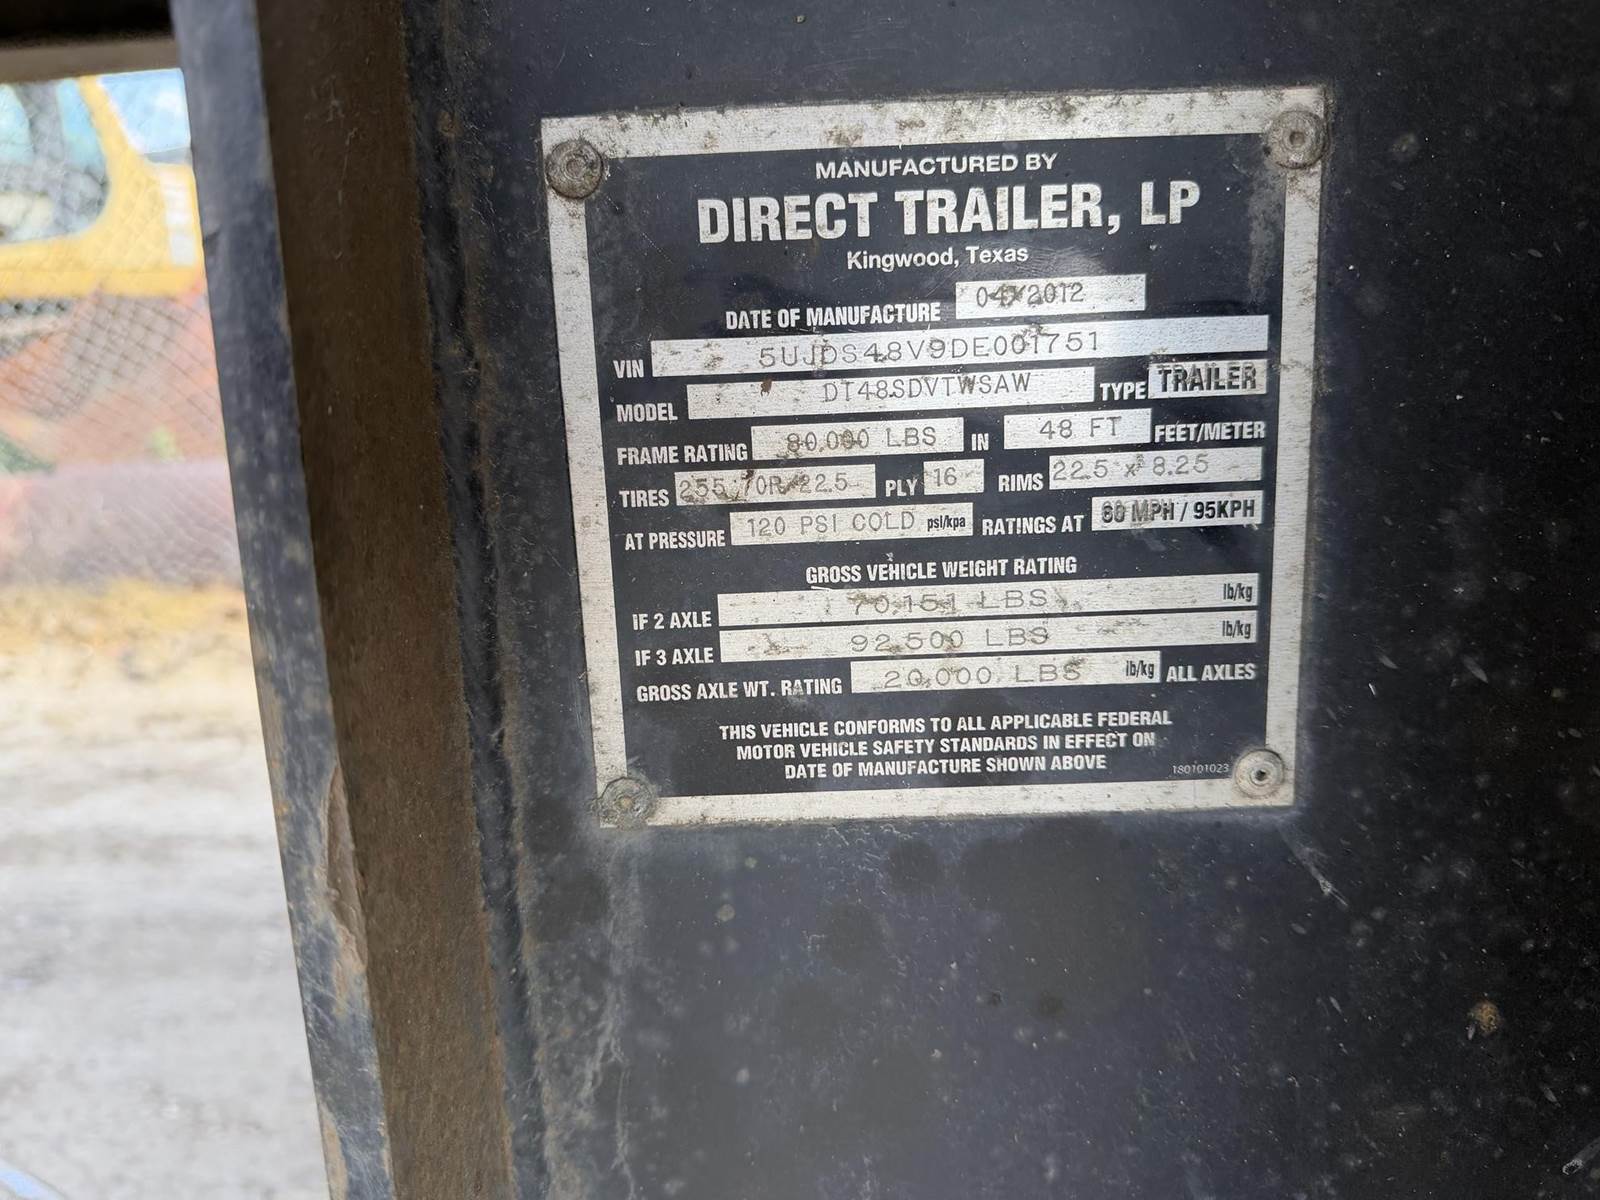 MANUFACTURED BY
DIRECT TRAILER, LP
Kingwood, Texas
DATE OF MANUFACTURE 04/2012
VIN 5UJDS48V9DE001751
MODEL DT48SDVTWSAW TYPE TRAILER
FRAME RATING 80,000 LBS IN 48 FT FEET/METER
TIRES 255/70R/22.5 PLY 16 RIMS 22.5 x 8.25
AT PRESSURE 120 PSI COLD psi/kpa RATINGS AT 60 MPH / 95KPH
GROSS VEHICLE WEIGHT RATING
IF 2 AXLE 70,151 LBS lb/kg
IF 3 AXLE 92,500 LBS lb/kg
GROSS AXLE WT. RATING 20,000 LBS lb/kg ALL AXLES
THIS VEHICLE CONFORMS TO ALL APPLICABLE FEDERAL
MOTOR VEHICLE SAFETY STANDARDS IN EFFECT ON
DATE OF MANUFACTURE SHOWN ABOVE
180101023